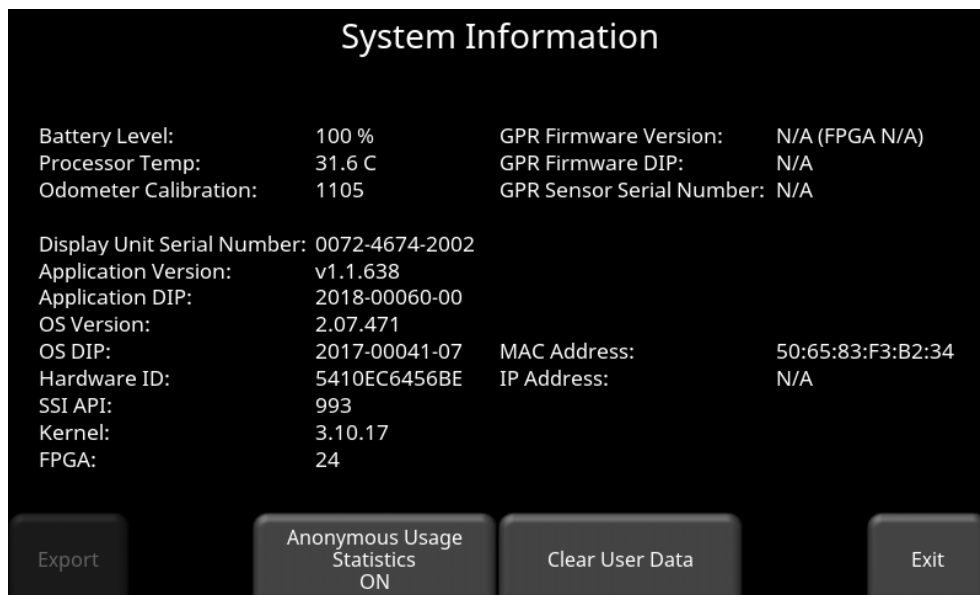 System Information
Battery Level: 100 % GPR Firmware Version: N/A (FPGA N/A)
Processor Temp: 31.6 C GPR Firmware DIP: N/A
Odometer Calibration: 1105 GPR Sensor Serial Number: N/A
Display Unit Serial Number: 0072-4674-2002
Application Version: v1.1.638
Application DIP: 2018-00060-00
OS Version: 2.07.471
OS DIP: 2017-00041-07 MAC Address: 50:65:83:F3:B2:34
Hardware ID: 5410EC6456BE IP Address: N/A
SSI API: 993
Kernel: 3.10.17
FPGA: 24
Export
Anonymous Usage
Statistics
ON
Clear User Data
Exit